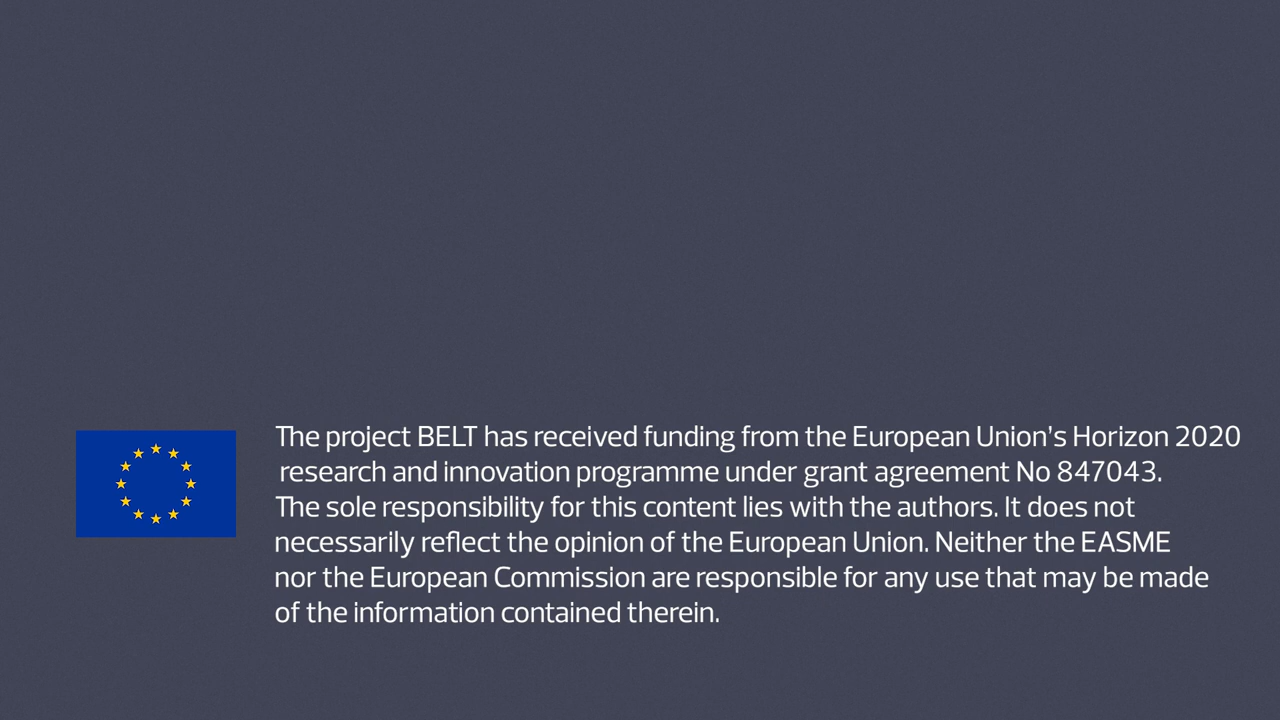 The project BELT has received funding from the European Union’s Horizon 2020
research and innovation programme under grant agreement No 847043.
The sole responsibility for this content lies with the authors. It does not
necessarily reflect the opinion of the European Union. Neither the EASME
nor the European Commission are responsible for any use that may be made
of the information contained therein.